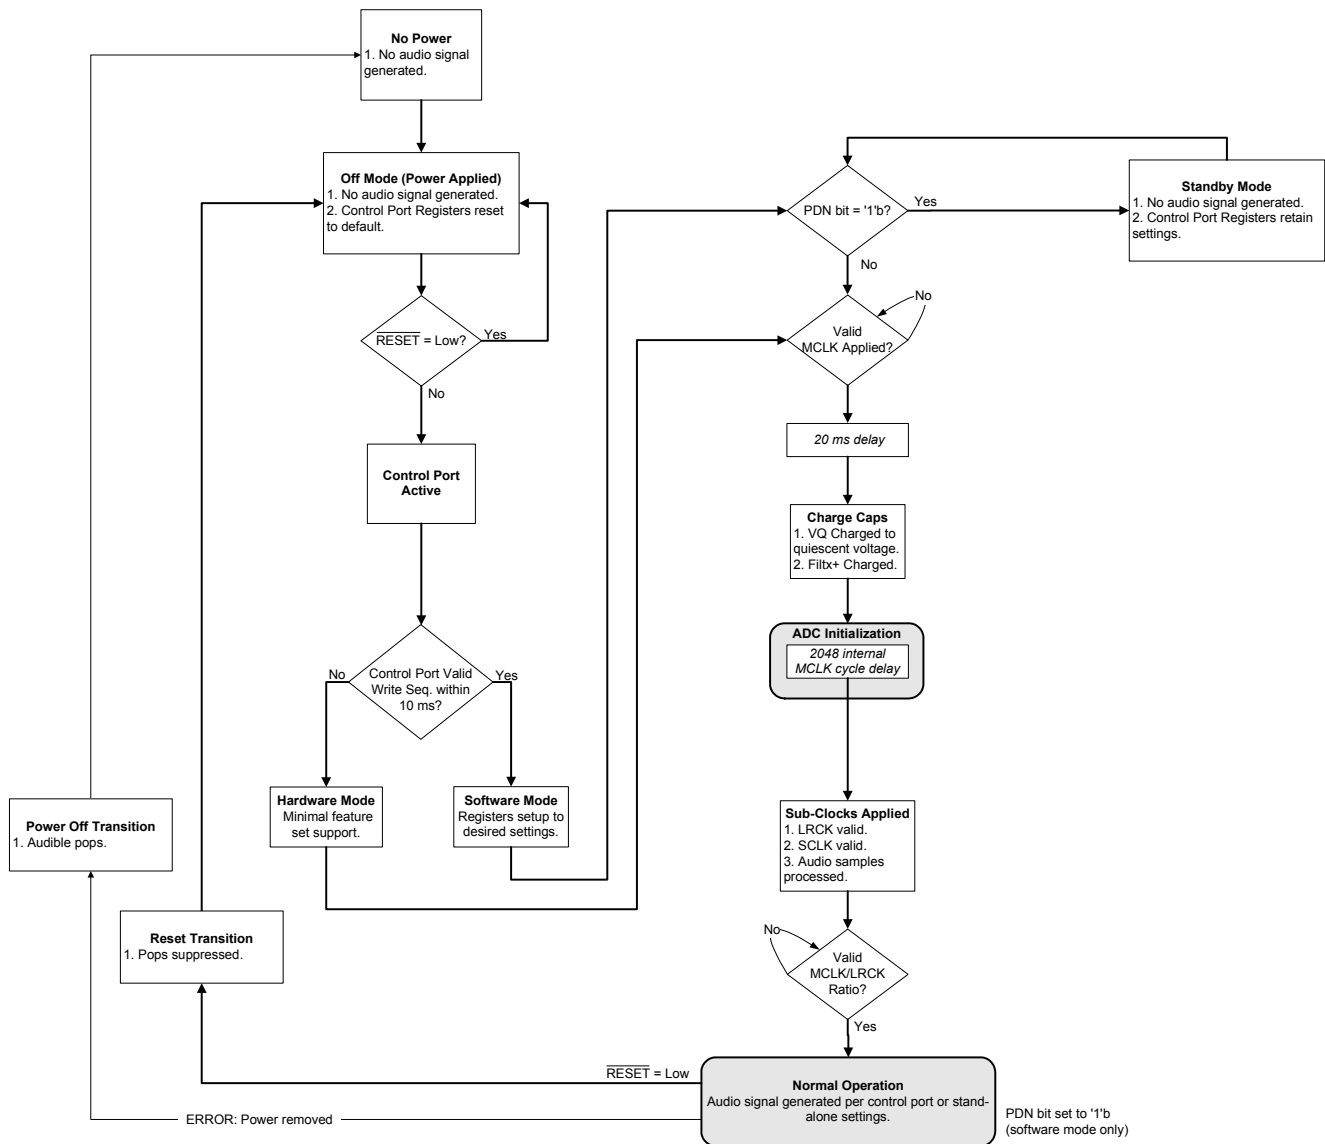 No Power
1. No audio signal
generated.
Off Mode (Power Applied)
1. No audio signal generated.
2. Control Port Registers reset
to default.
RESET = Low?
Yes
No
Control Port
Active
Control Port Valid
Write Seq. within
10 ms?
No
Yes
Hardware Mode
Minimal feature
set support.
Software Mode
Registers setup to
desired settings.
Power Off Transition
1. Audible pops.
Reset Transition
1. Pops suppressed.
PDN bit = '1'b?
Yes
No
Standby Mode
1. No audio signal generated.
2. Control Port Registers retain
settings.
Valid
MCLK Applied?
No
20 ms delay
Charge Caps
1. VQ Charged to
quiescent voltage.
2. Filtx+ Charged.
ADC Initialization
2048 internal
MCLK cycle delay
Sub-Clocks Applied
1. LRCK valid.
2. SCLK valid.
3. Audio samples
processed.
No
Valid
MCLK/LRCK
Ratio?
Yes
RESET = Low
Normal Operation
Audio signal generated per control port or stand-
alone settings.
ERROR: Power removed
PDN bit set to '1'b
(software mode only)